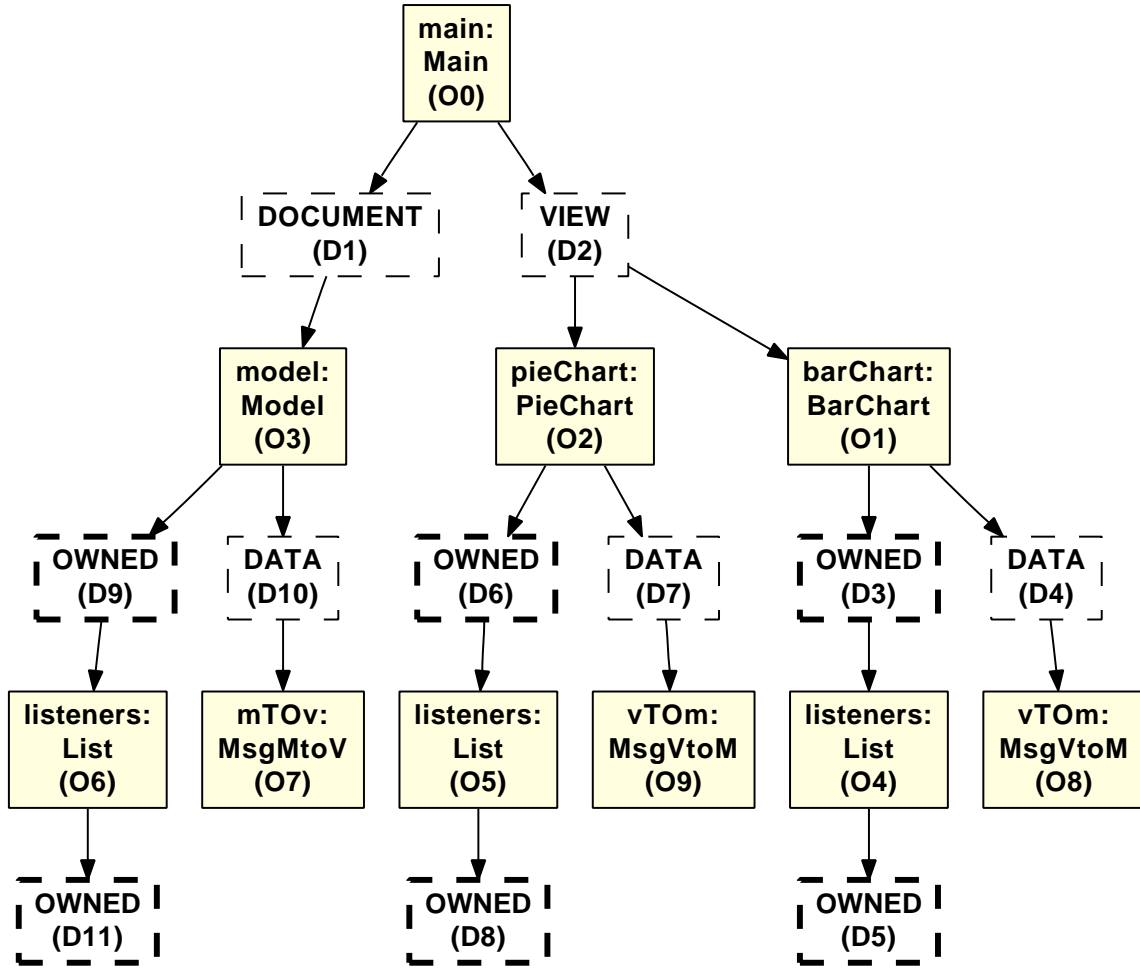 main:
Main
(O0)
DOCUMENT
(D1)
VIEW
(D2)
model:
Model
(O3)
pieChart:
PieChart
(O2)
barChart:
BarChart
(O1)
OWNED
(D9)
DATA
(D10)
OWNED
(D6)
DATA
(D7)
OWNED
(D3)
DATA
(D4)
listeners:
List
(O6)
mTOv:
MsgMtoV
(O7)
listeners:
List
(O5)
vTOm:
MsgVtoM
(O9)
listeners:
List
(O4)
vTOm:
MsgVtoM
(O8)
OWNED
(D11)
OWNED
(D8)
OWNED
(D5)